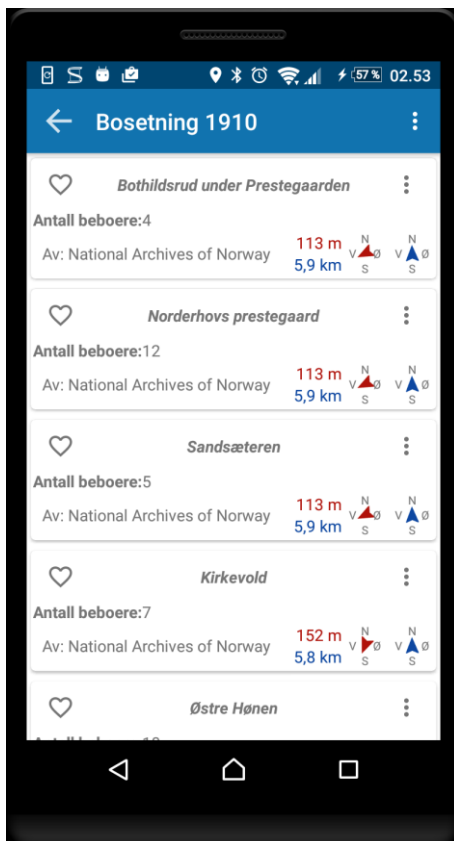 57% 02.53
Bosetning 1910
Bothildsrud under Prestegaarden
Antall beboere:4
Av: National Archives of Norway 113 m
5,9 km
N V Ø S
N V Ø S
Norderhovs prestegaard
Antall beboere:12
Av: National Archives of Norway 113 m
5,9 km
N V Ø S
N V Ø S
Sandsæteren
Antall beboere:5
Av: National Archives of Norway 113 m
5,9 km
N V Ø S
N V Ø S
Kirkevold
Antall beboere:7
Av: National Archives of Norway 152 m
5,8 km
N V Ø S
N V Ø S
Østre Hønen